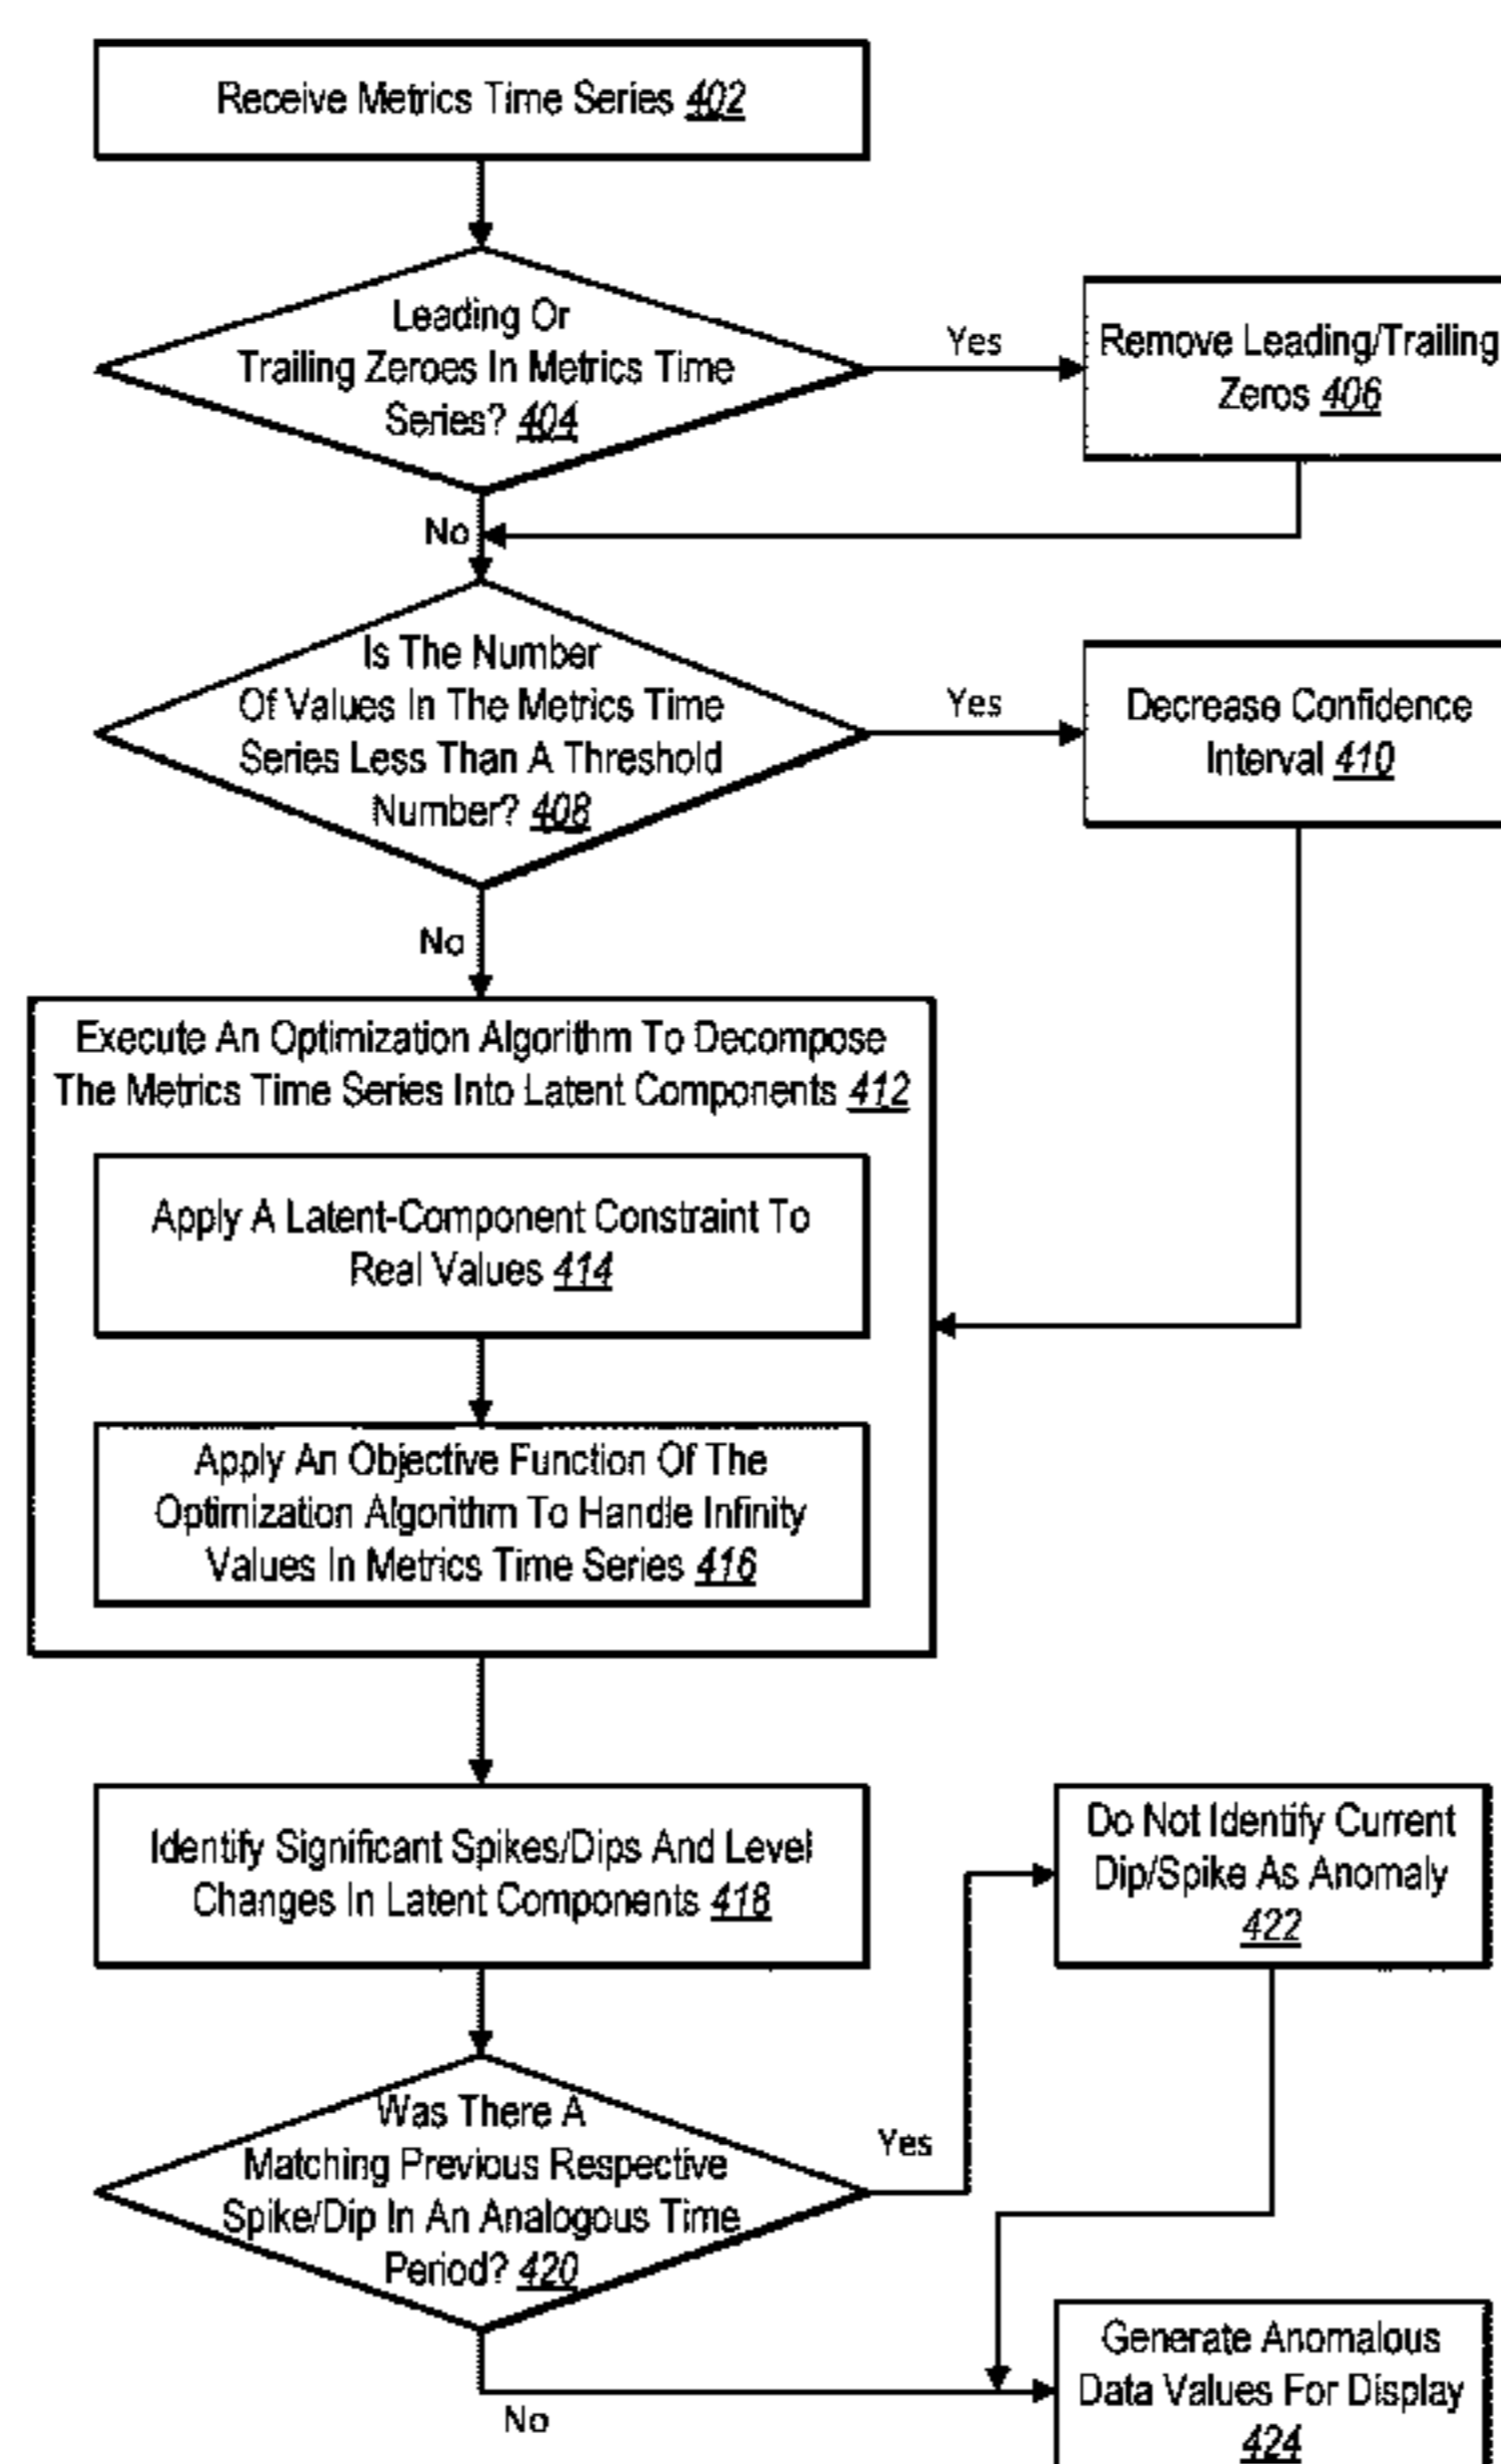 Receive Metrics Time Series 402
Leading Or
Trailing Zeroes In Metrics Time
Series? 404
Yes
Remove Leading/Trailing
Zeros 406
No
Is The Number
Of Values In The Metrics Time
Series Less Than A Threshold
Number? 408
Yes
Decrease Confidence
Interval 410
No
Execute An Optimization Algorithm To Decompose
The Metrics Time Series Into Latent Components 412
Apply A Latent-Component Constraint To
Real Values 414
Apply An Objective Function Of The
Optimization Algorithm To Handle Infinity
Values In Metrics Time Series 416
Identify Significant Spikes/Dips And Level
Changes In Latent Components 418
Do Not Identify Current
Dip/Spike As Anomaly
422
Was There A
Matching Previous Respective
Spike/Dip In An Analogous Time
Period? 420
Yes
No
Generate Anomalous
Data Values For Display
424